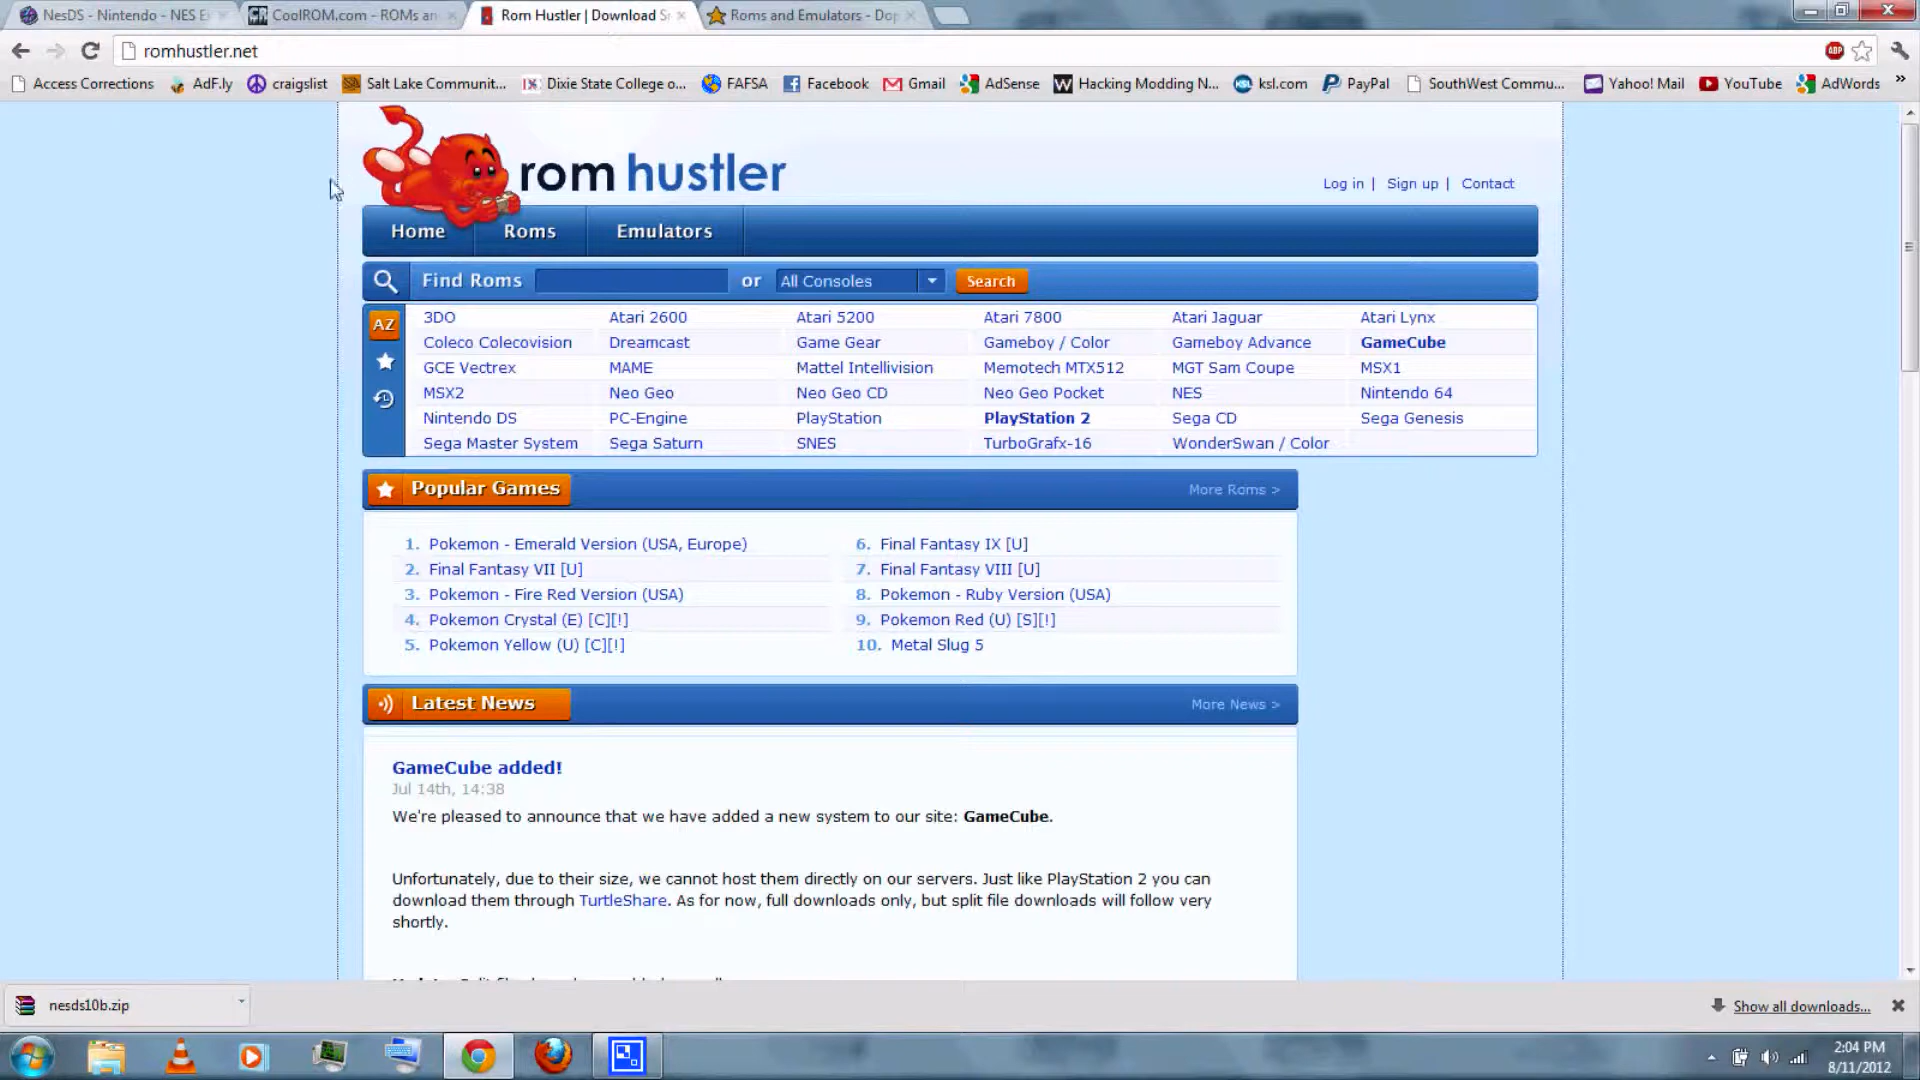 NesDS - Nintendo - NES E
CoolROM.com - ROMs an
Rom Hustler | Download S
Roms and Emulators - Dop
romhustler.net
ABP
Access Corrections
AdF.ly
craigslist
Salt Lake Communit...
Dixie State College o...
FAFSA
Facebook
Gmail
AdSense
Hacking Modding N...
ksl.com
PayPal
SouthWest Commu...
Yahoo! Mail
YouTube
AdWords
rom hustler
Log in | Sign up | Contact
Home Roms Emulators
Find Roms or All Consoles Search
AZ
3DO Atari 2600 Atari 5200 Atari 7800 Atari Jaguar Atari Lynx
Coleco Colecovision Dreamcast Game Gear Gameboy / Color Gameboy Advance GameCube
GCE Vectrex MAME Mattel Intellivision Memotech MTX512 MGT Sam Coupe MSX1
MSX2 Neo Geo Neo Geo CD Neo Geo Pocket NES Nintendo 64
Nintendo DS PC-Engine PlayStation PlayStation 2 Sega CD Sega Genesis
Sega Master System Sega Saturn SNES TurboGrafx-16 WonderSwan / Color
Popular Games More Roms >
1. Pokemon - Emerald Version (USA, Europe)
2. Final Fantasy VII [U]
3. Pokemon - Fire Red Version (USA)
4. Pokemon Crystal (E) [C][!]
5. Pokemon Yellow (U) [C][!]
6. Final Fantasy IX [U]
7. Final Fantasy VIII [U]
8. Pokemon - Ruby Version (USA)
9. Pokemon Red (U) [S][!]
10. Metal Slug 5
Latest News More News >
GameCube added!
Jul 14th, 14:38
We're pleased to announce that we have added a new system to our site: GameCube.
Unfortunately, due to their size, we cannot host them directly on our servers. Just like PlayStation 2 you can
download them through TurtleShare. As for now, full downloads only, but split file downloads will follow very
shortly.
nesds10b.zip
Show all downloads...
2:04 PM
8/11/2012